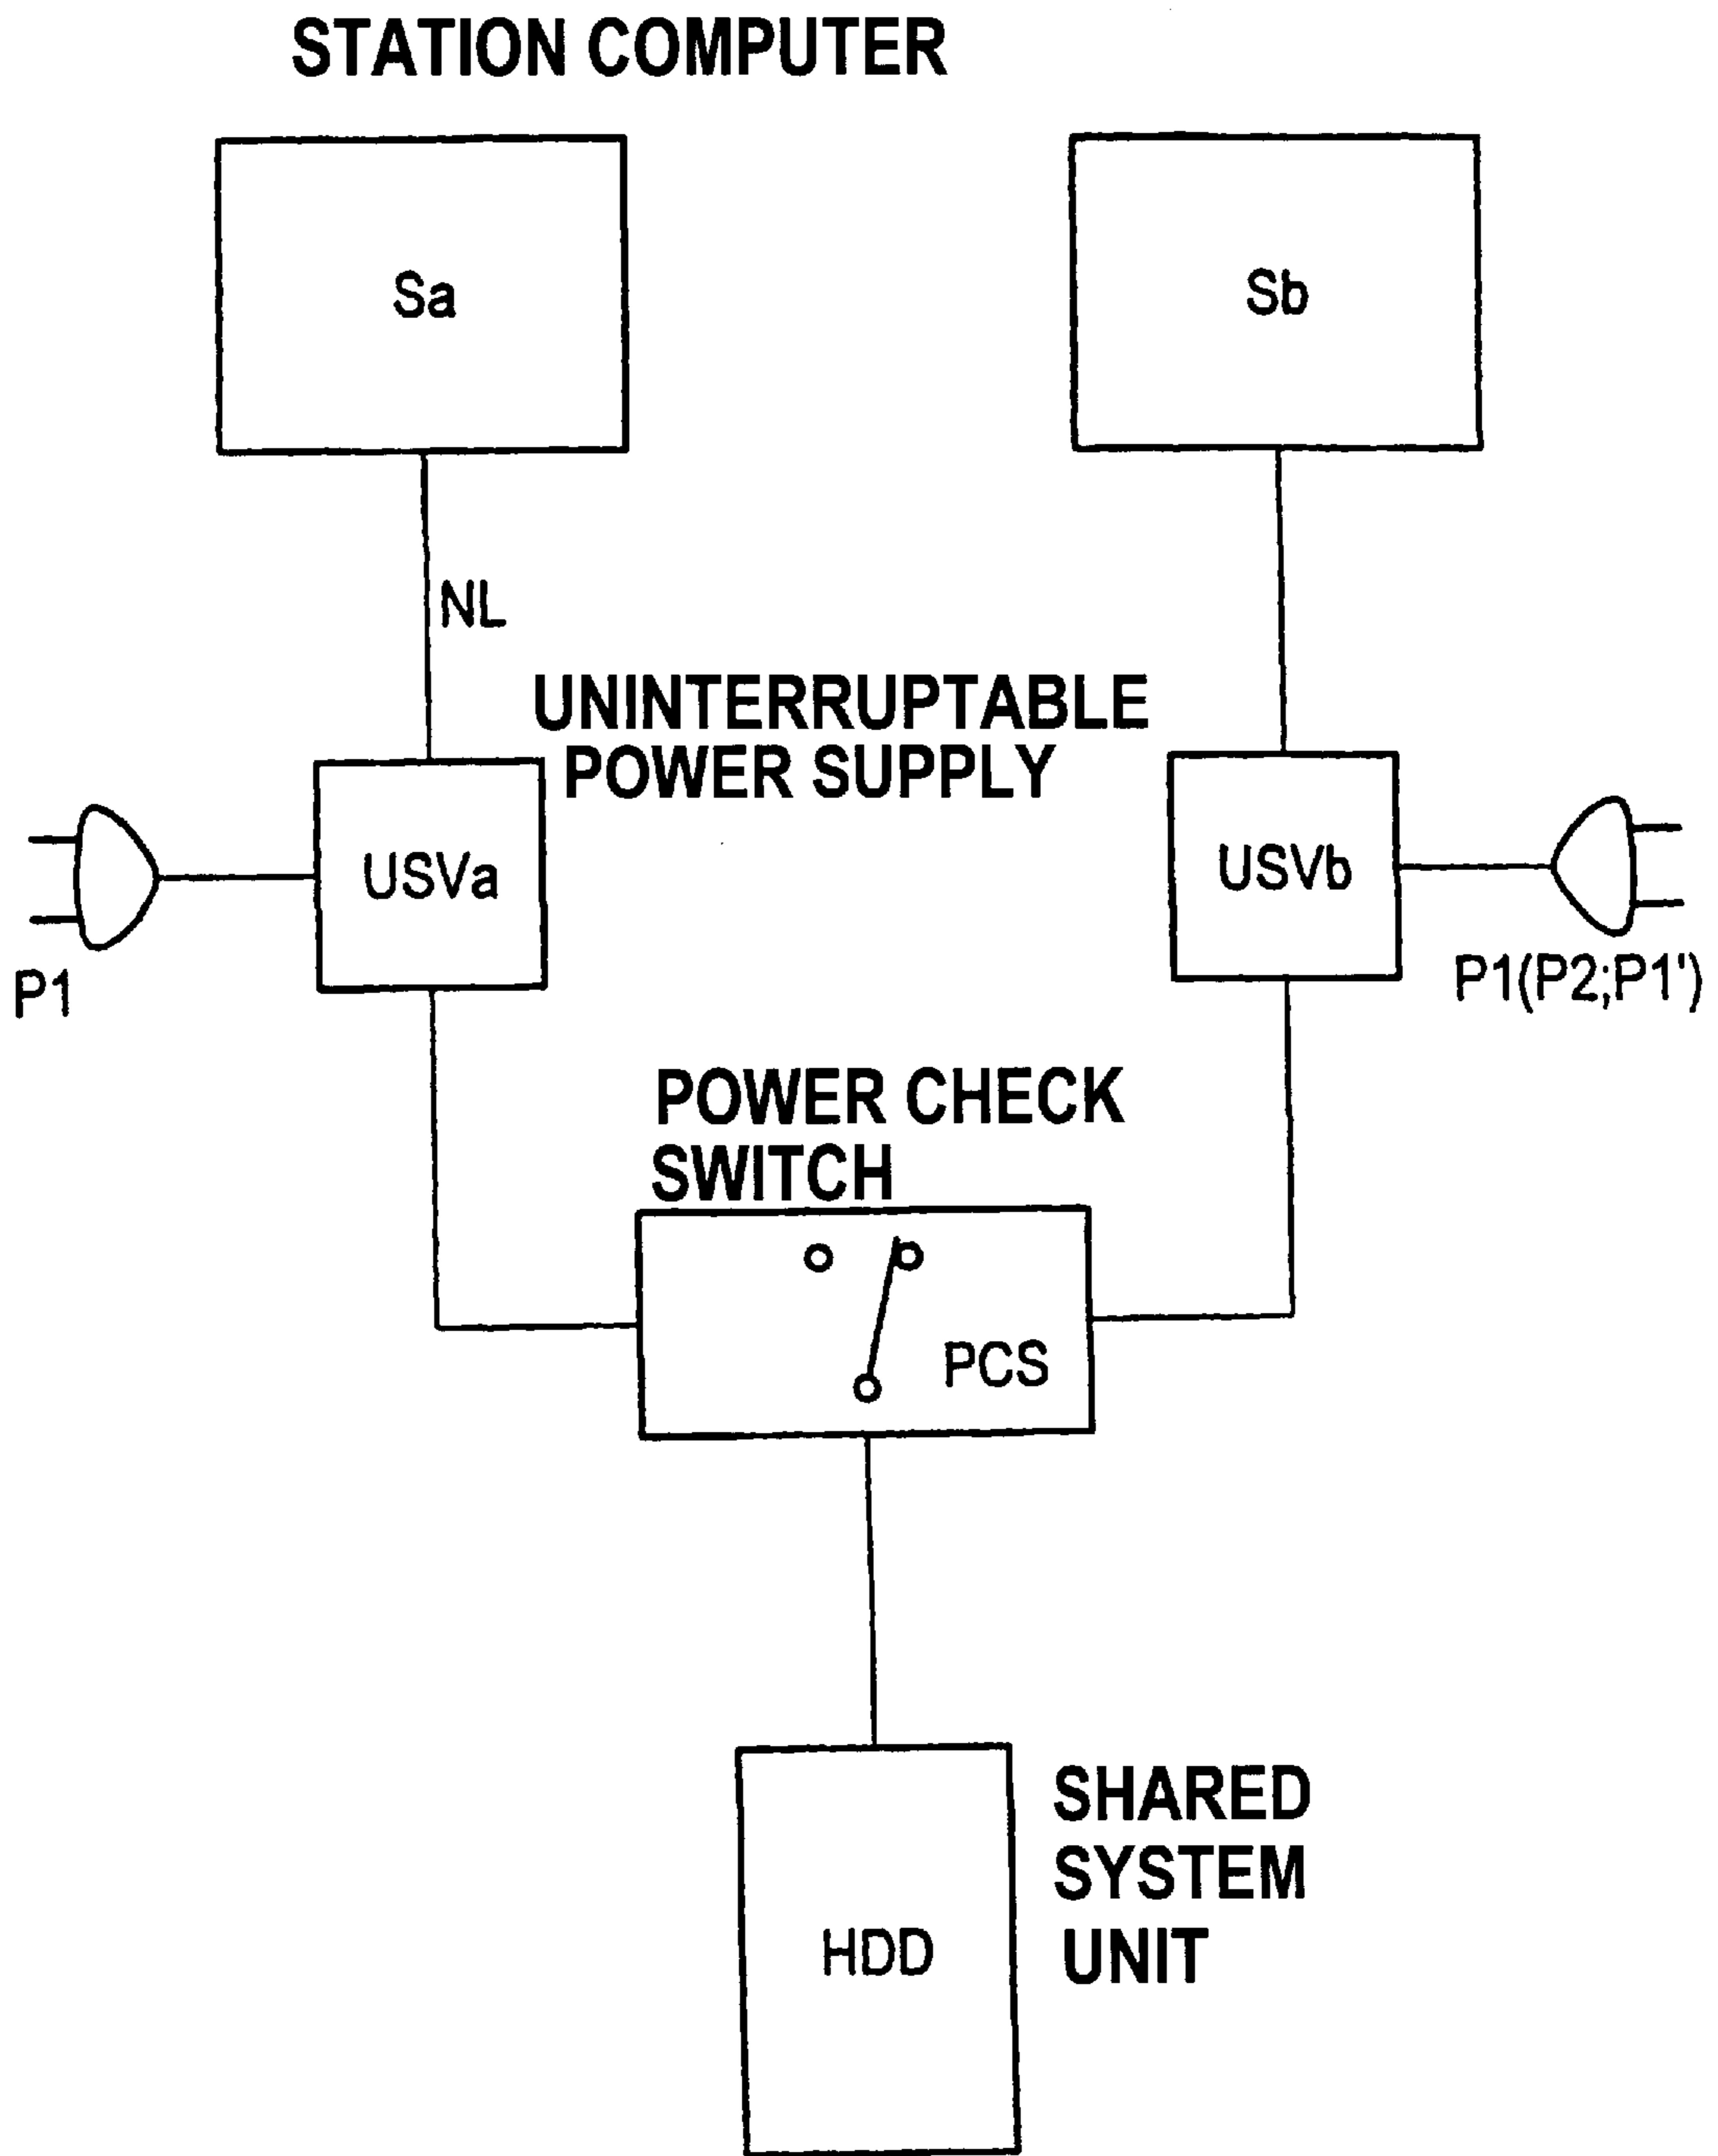 STATION COMPUTER
Sa
Sb
NL
UNINTERRUPTABLE
POWER SUPPLY
USVa
USVb
P1
P1(P2;P1')
POWER CHECK
SWITCH
PCS
SHARED
SYSTEM
UNIT
HDD